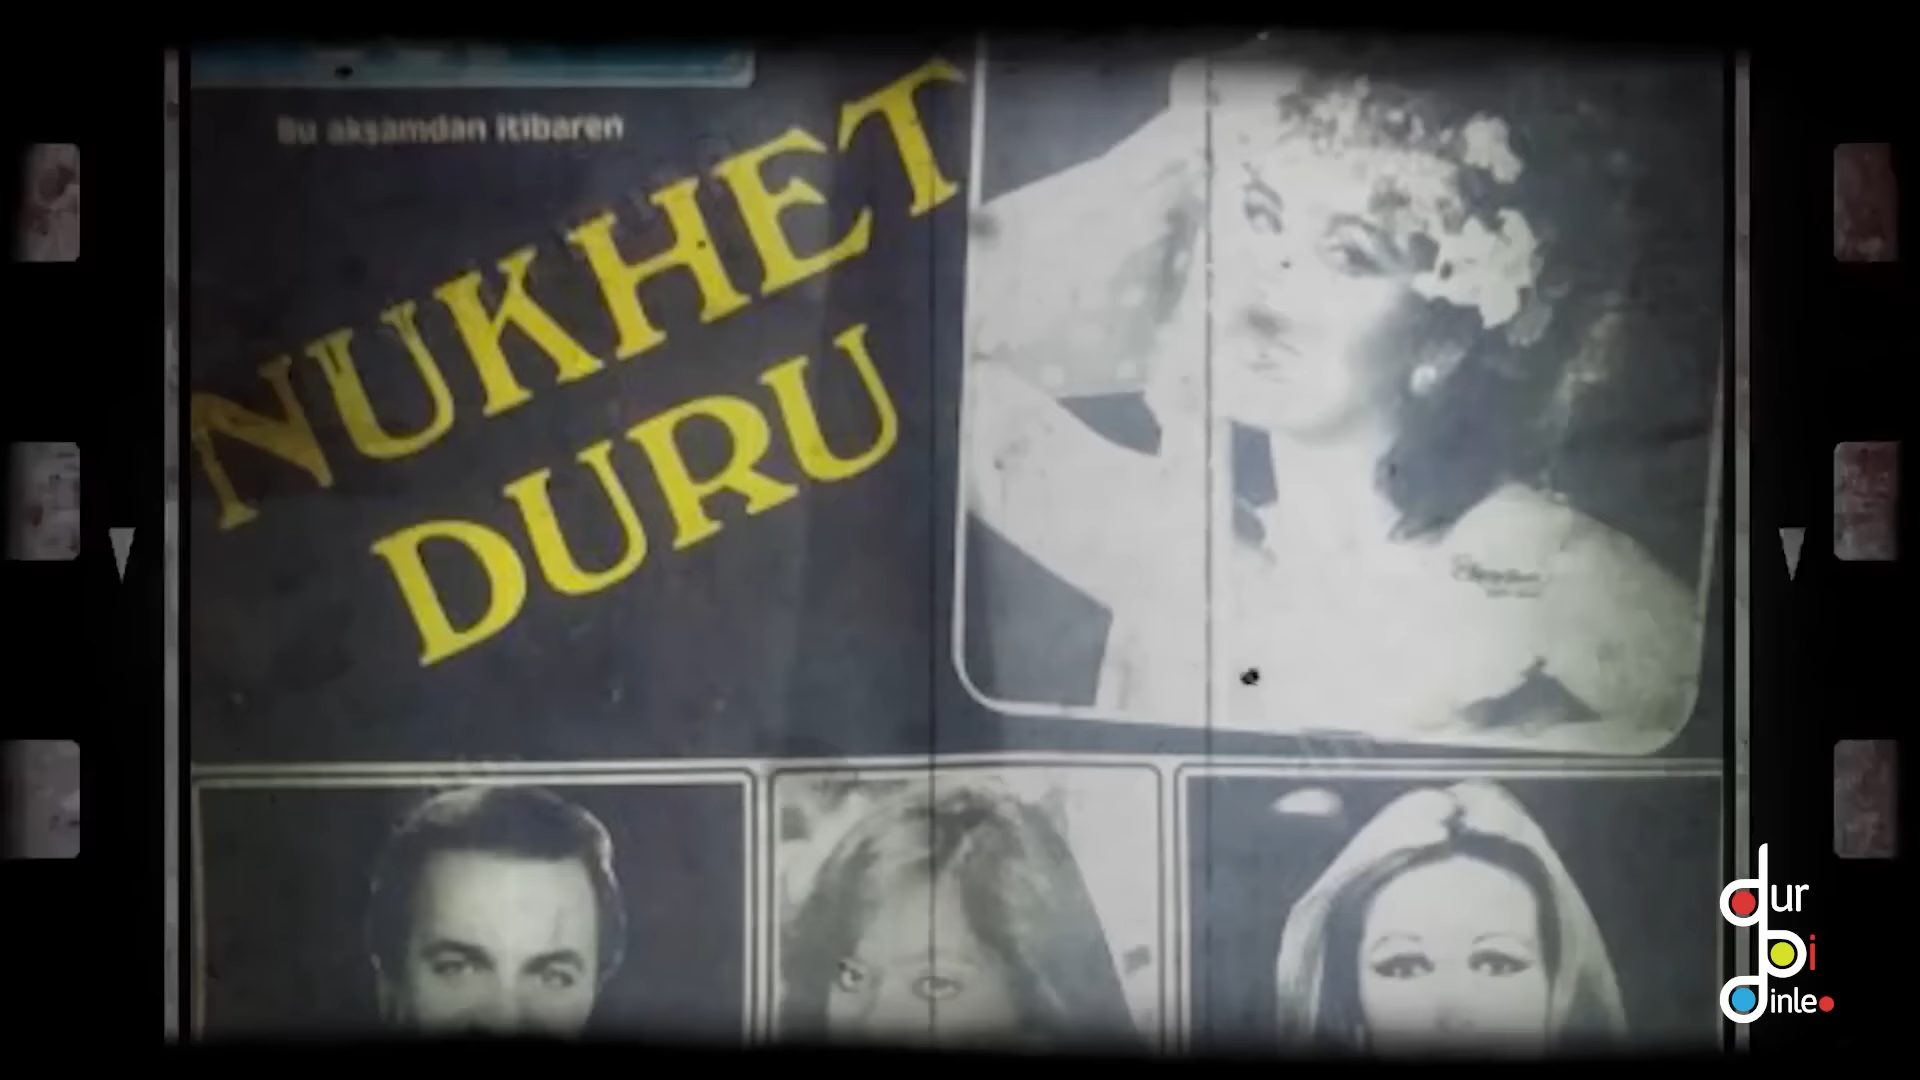 Bu akşamdan itibaren
NUKHET
DURU
dur
bi
dinle